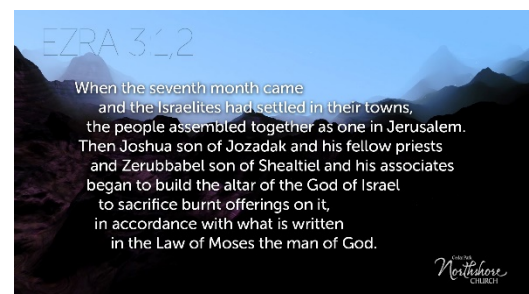 EZRA 3:1,2
When the seventh month came
and the Israelites had settled in their towns,
the people assembled together as one in Jerusalem.
Then Joshua son of Jozadak and his fellow priests
and Zerubbabel son of Shealtiel and his associates
began to build the altar of the God of Israel
to sacrifice burnt offerings on it,
in accordance with what is written
in the Law of Moses the man of God.
Cedar Park
Northshore
CHURCH